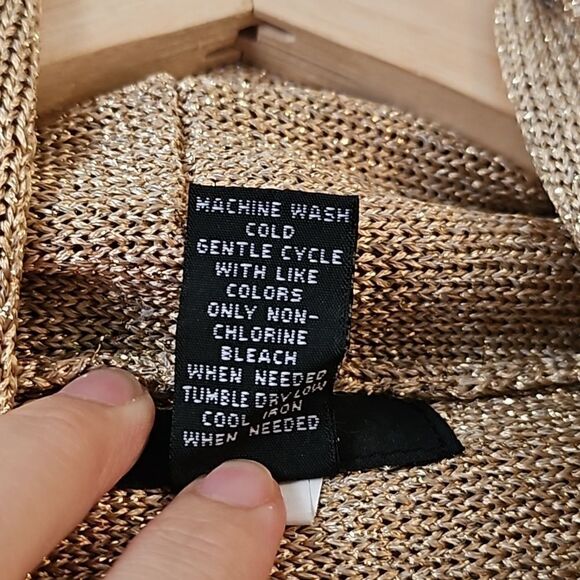 MACHINE WASH
COLD
GENTLE CYCLE
WITH LIKE
COLORS
ONLY NON-
CHLORINE
BLEACH
WHEN NEEDED
TUMBLE DRY LOW
COOL IRON
WHEN NEEDED